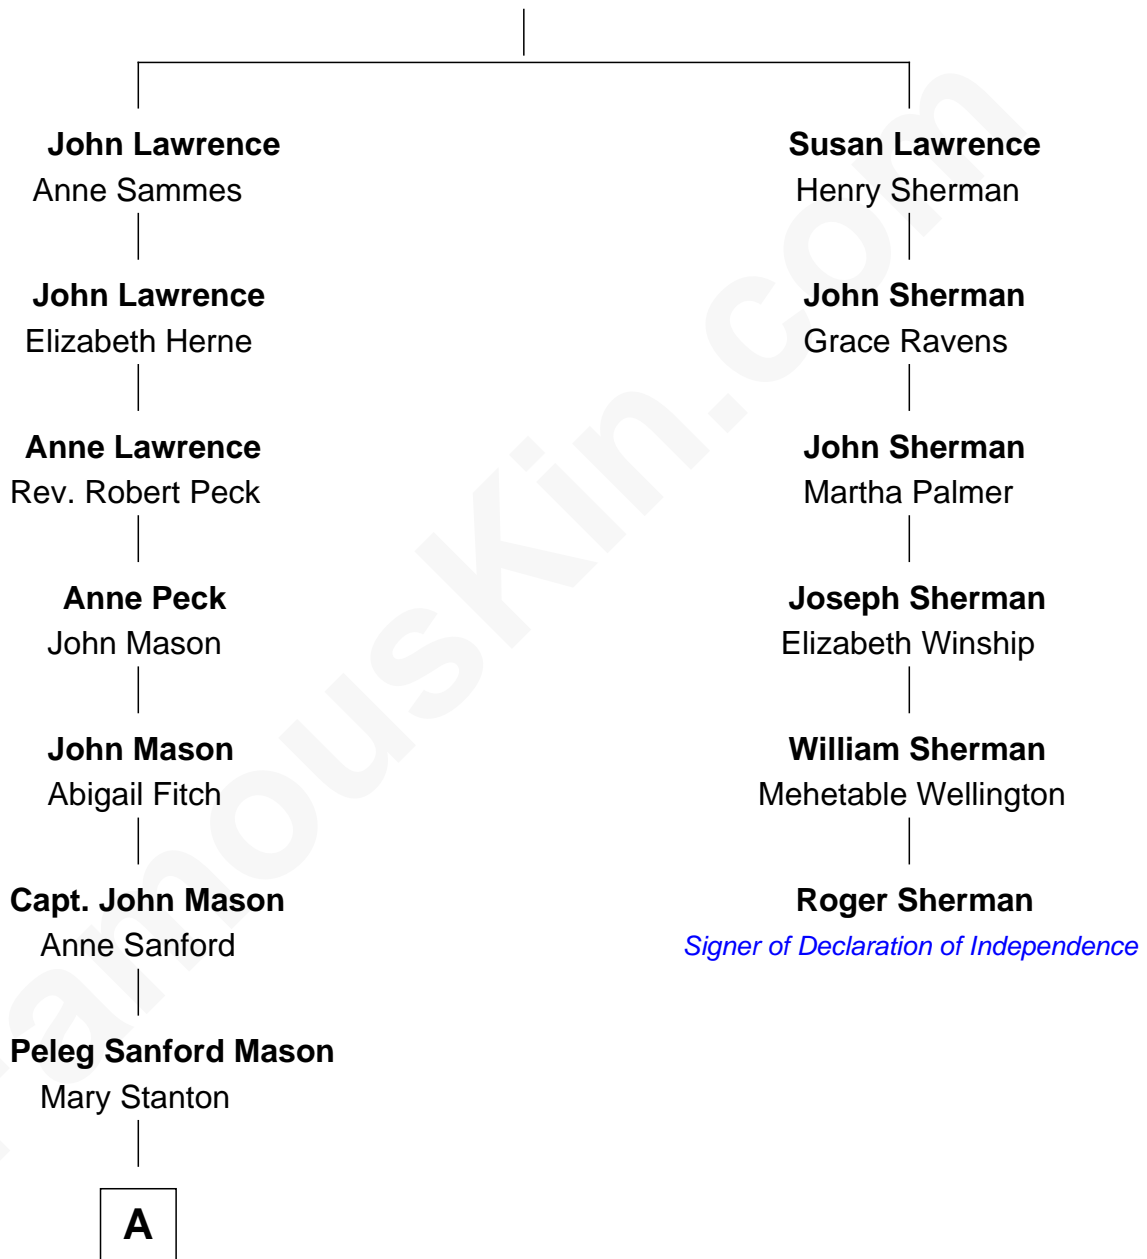 John Lawrence
Anne Sammes
John Lawrence
Elizabeth Herne
Anne Lawrence
Rev. Robert Peck
Anne Peck
John Mason
John Mason
Abigail Fitch
Capt. John Mason
Anne Sanford
Peleg Sanford Mason
Mary Stanton
A
Susan Lawrence
Henry Sherman
John Sherman
Grace Ravens
John Sherman
Martha Palmer
Joseph Sherman
Elizabeth Winship
William Sherman
Mehetable Wellington
Roger Sherman
Signer of Declaration of Independence
FamousKin.com